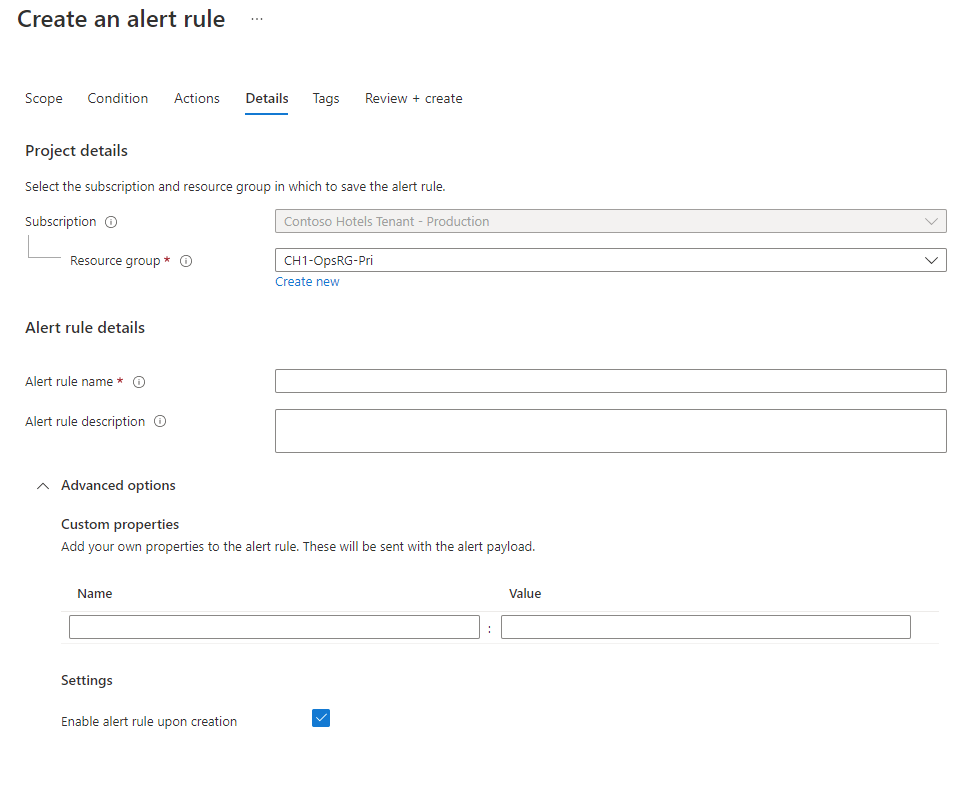 Create an alert rule ...
Scope Condition Actions Details Tags Review + create
Project details
Select the subscription and resource group in which to save the alert rule.
Subscription Contoso Hotels Tenant - Production
Resource group * CH1-OpsRG-Pri
Create new
Alert rule details
Alert rule name *
Alert rule description
Advanced options
Custom properties
Add your own properties to the alert rule. These will be sent with the alert payload.
Name Value
:
Settings
Enable alert rule upon creation